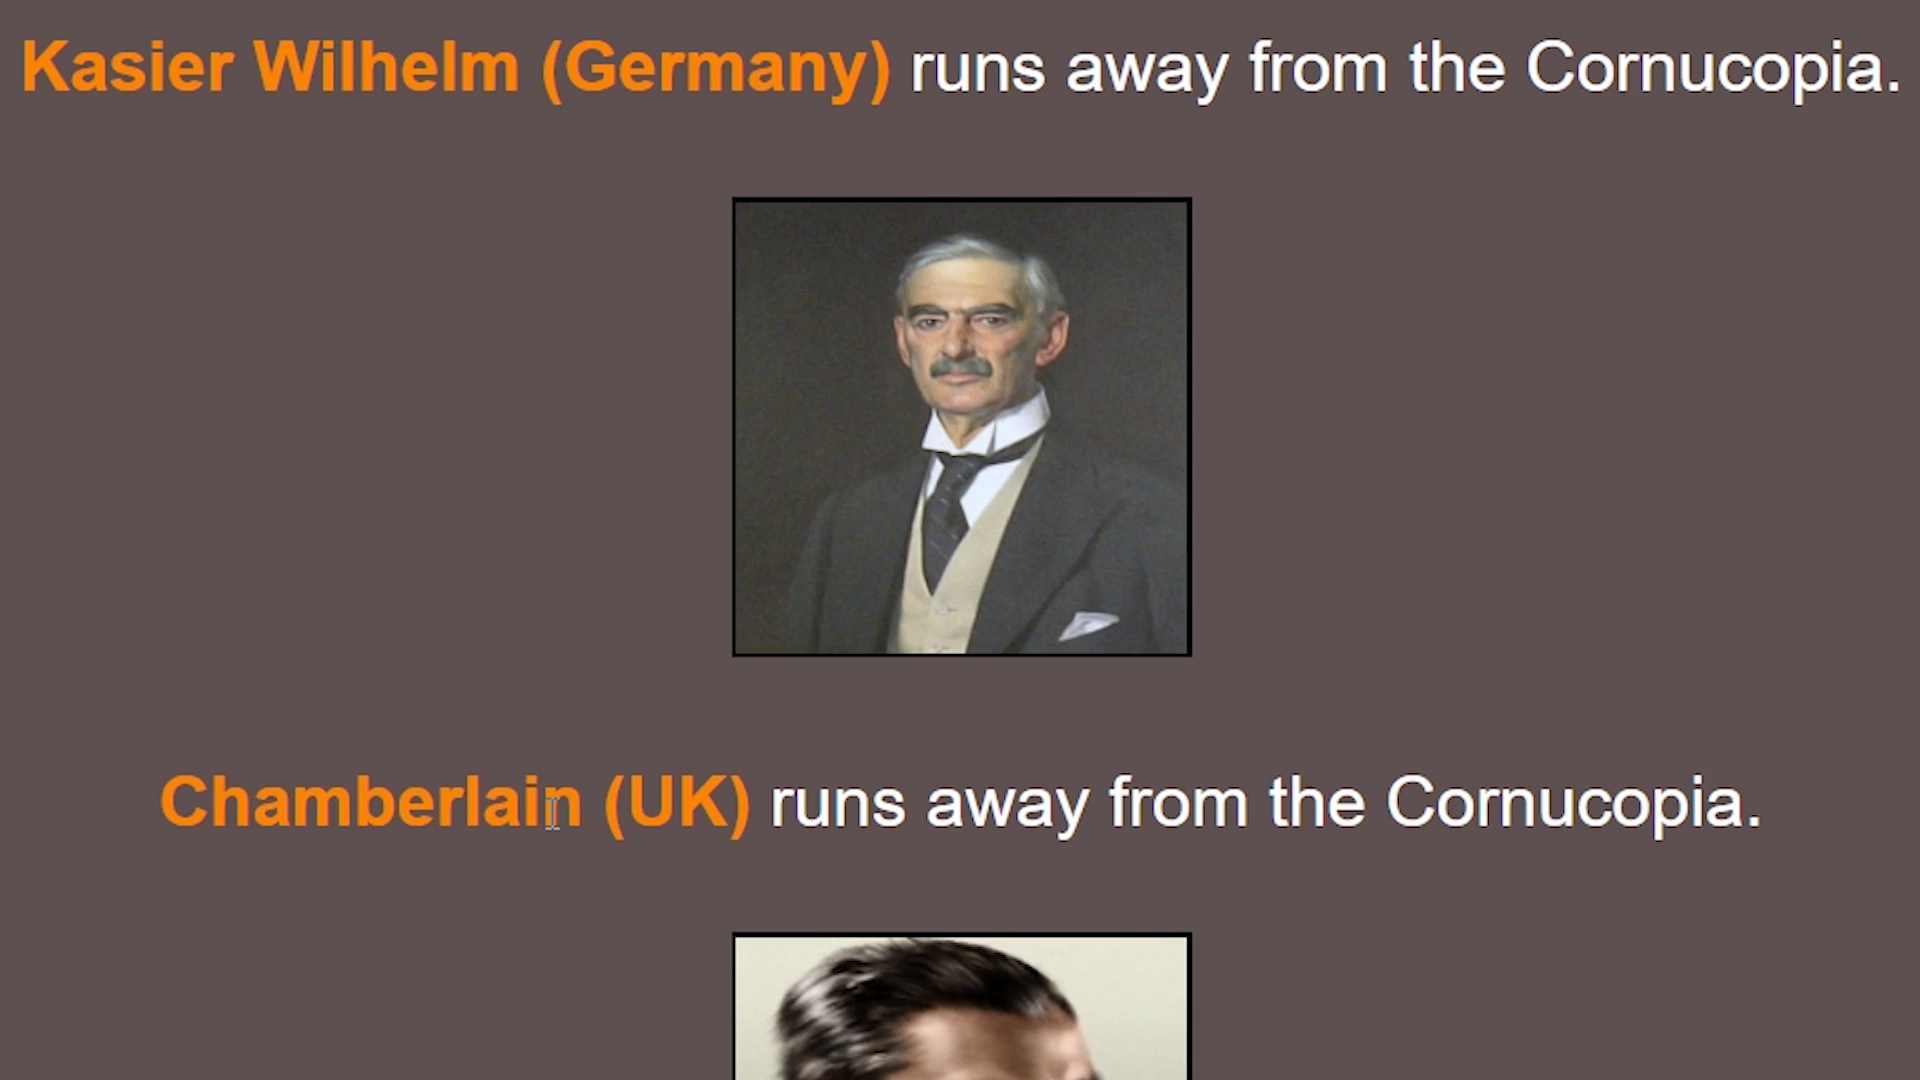 Kasier Wilhelm (Germany) runs away from the Cornucopia.
Chamberlain (UK) runs away from the Cornucopia.